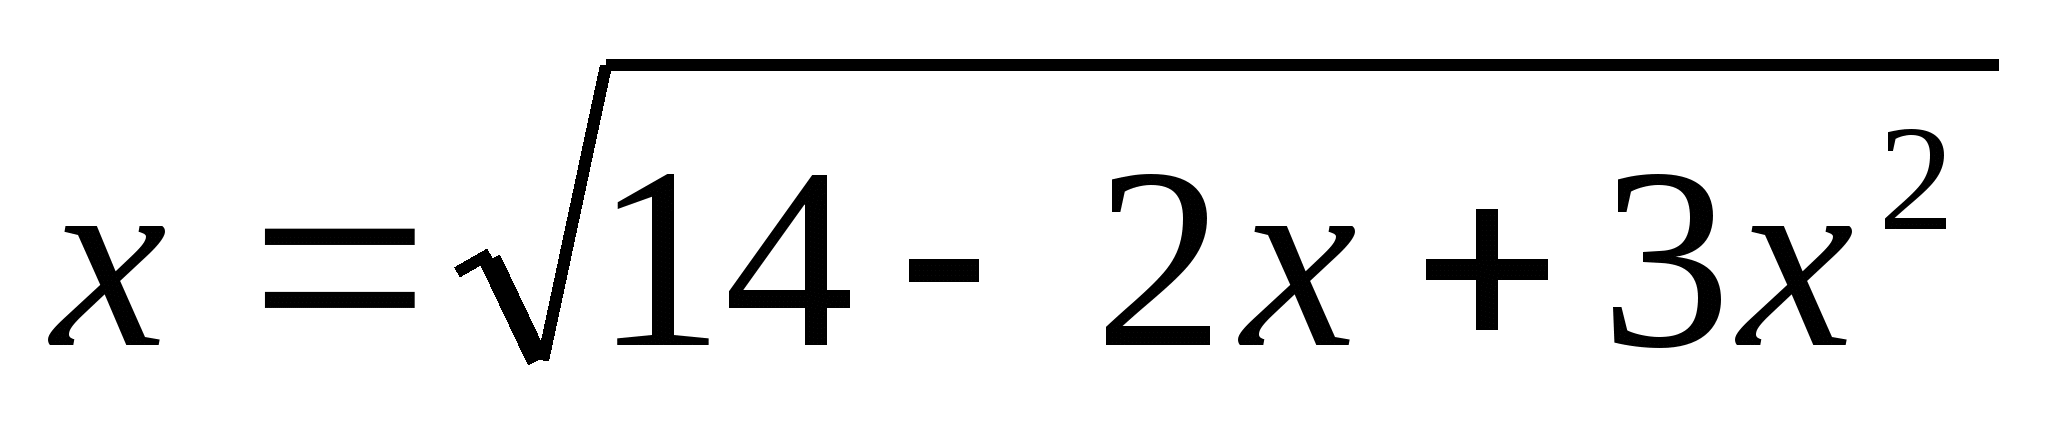 x = √14 - 2x + 3x²